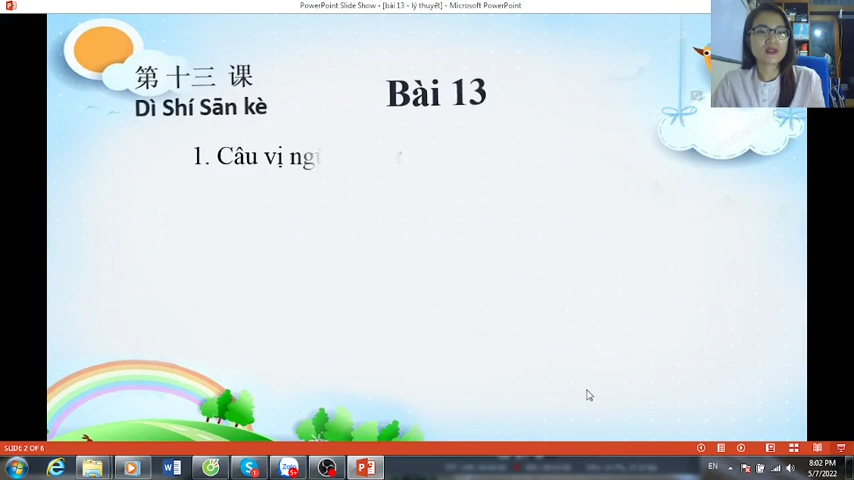 PowerPoint Slide Show - [bài 13 - lý thuyết] - Microsoft PowerPoint
第 十三 课
Dì Shí Sān kè
Bài 13
1. Câu vị
SLIDE 2 OF 6
EN
8:02 PM
5/7/2022